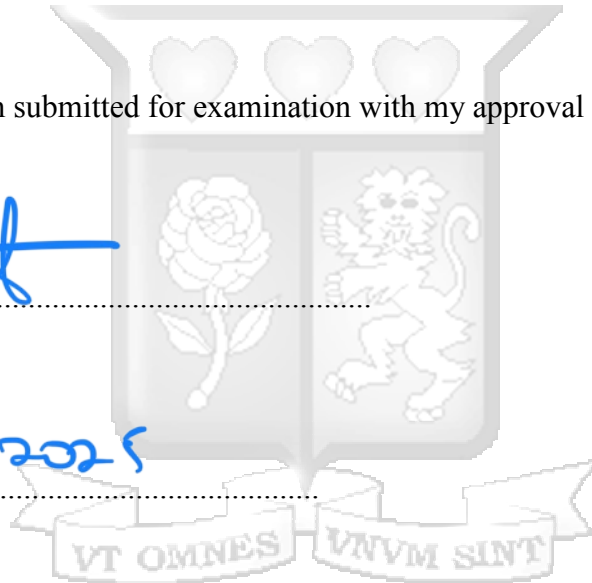 n submitted for examination with my approval
................................................
2025
........................................
VT OMNES VNVM SINT